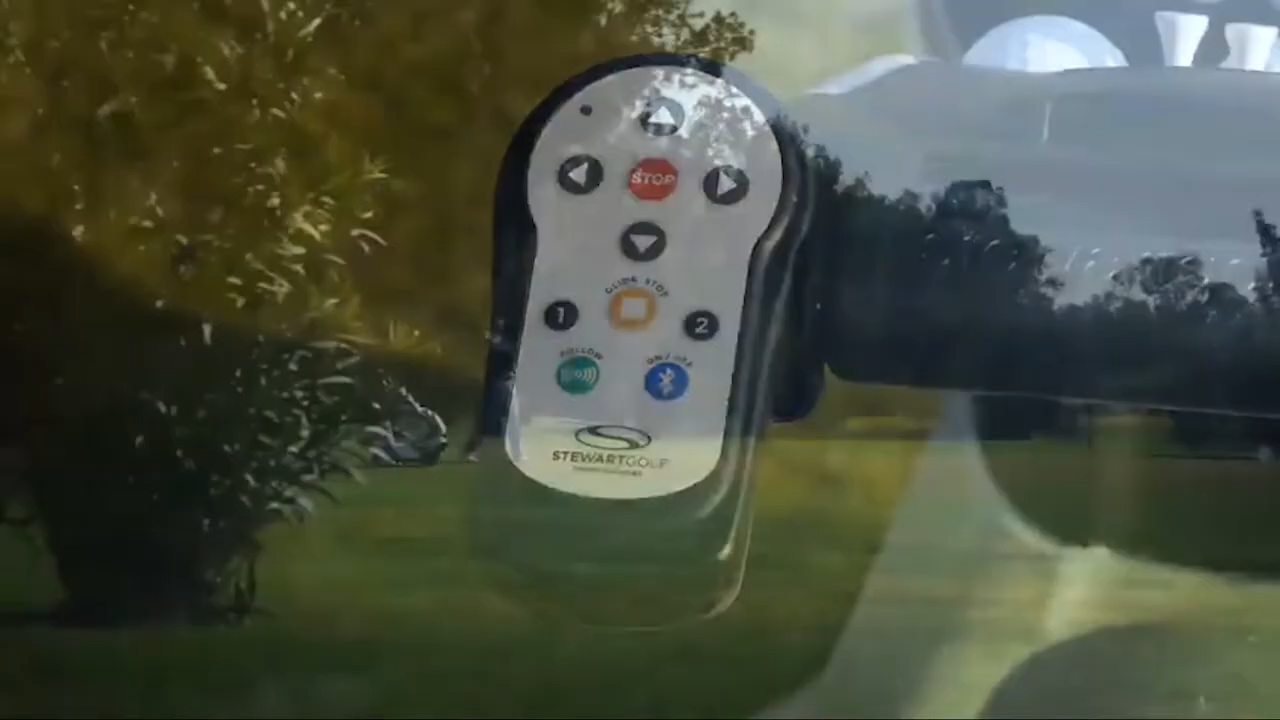 STOP
GLIDE STOP
1
2
FOLLOW
ON / OFF
STEWARTGOLF